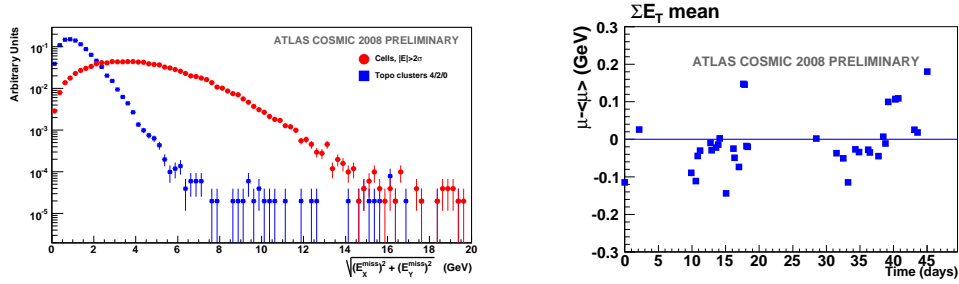 ATLAS COSMIC 2008 PRELIMINARY
Cells, |E|>2σ
Topo clusters 4/2/0
Arbitrary Units
10⁻¹
10⁻²
10⁻³
10⁻⁴
10⁻⁵
0 2 4 6 8 10 12 14 16 18 20
√(E_X^miss)² + (E_Y^miss)² (GeV)
ΣE_T mean
ATLAS COSMIC 2008 PRELIMINARY
μ-<μ> (GeV)
0.3
0.2
0.1
0
-0.1
-0.2
-0.3
0 5 10 15 20 25 30 35 40 45
Time (days)